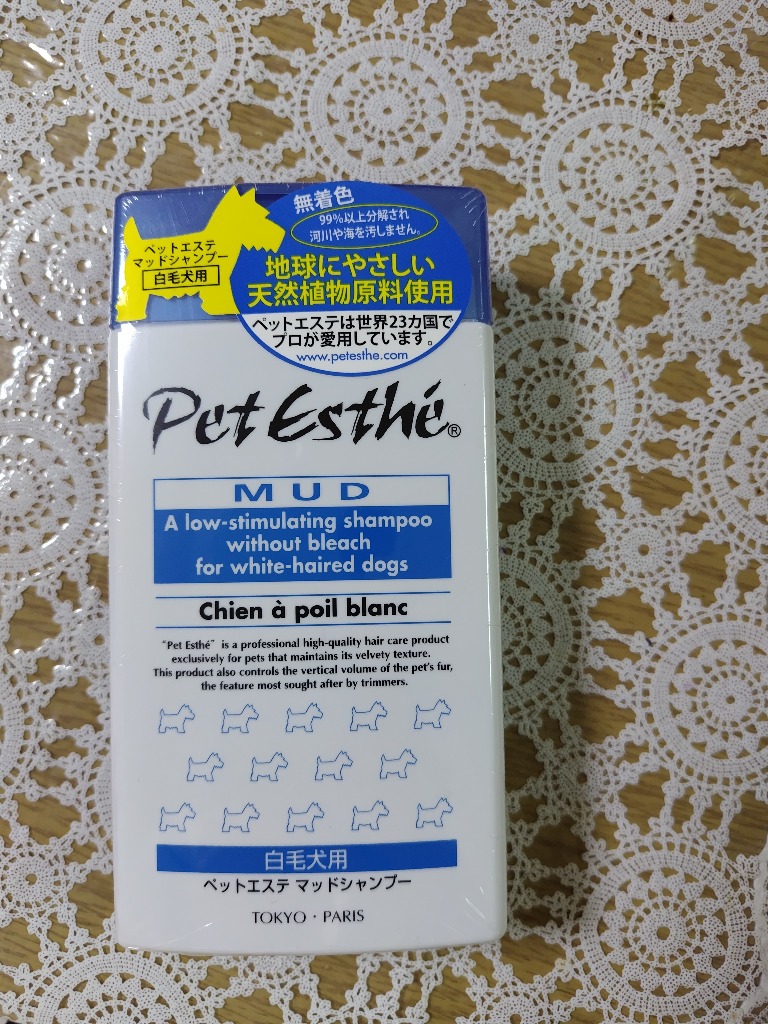 無着色
99%以上分解され
河川や海を汚しません。
ペットエステ
マッドシャンプー
白毛犬用
地球にやさしい
天然植物原料使用
ペットエステは世界23カ国で
プロが愛用しています。
www.petesthe.com
Pet Esthé®
MUD
A low-stimulating shampoo
without bleach
for white-haired dogs
Chien à poil blanc
"Pet Esthé" is a professional high-quality hair care product
exclusively for pets that maintains its velvety texture.
This product also controls the vertical volume of the pet's fur,
the feature most sought after by trimmers.
白毛犬用
ペットエステ マッドシャンプー
TOKYO・PARIS